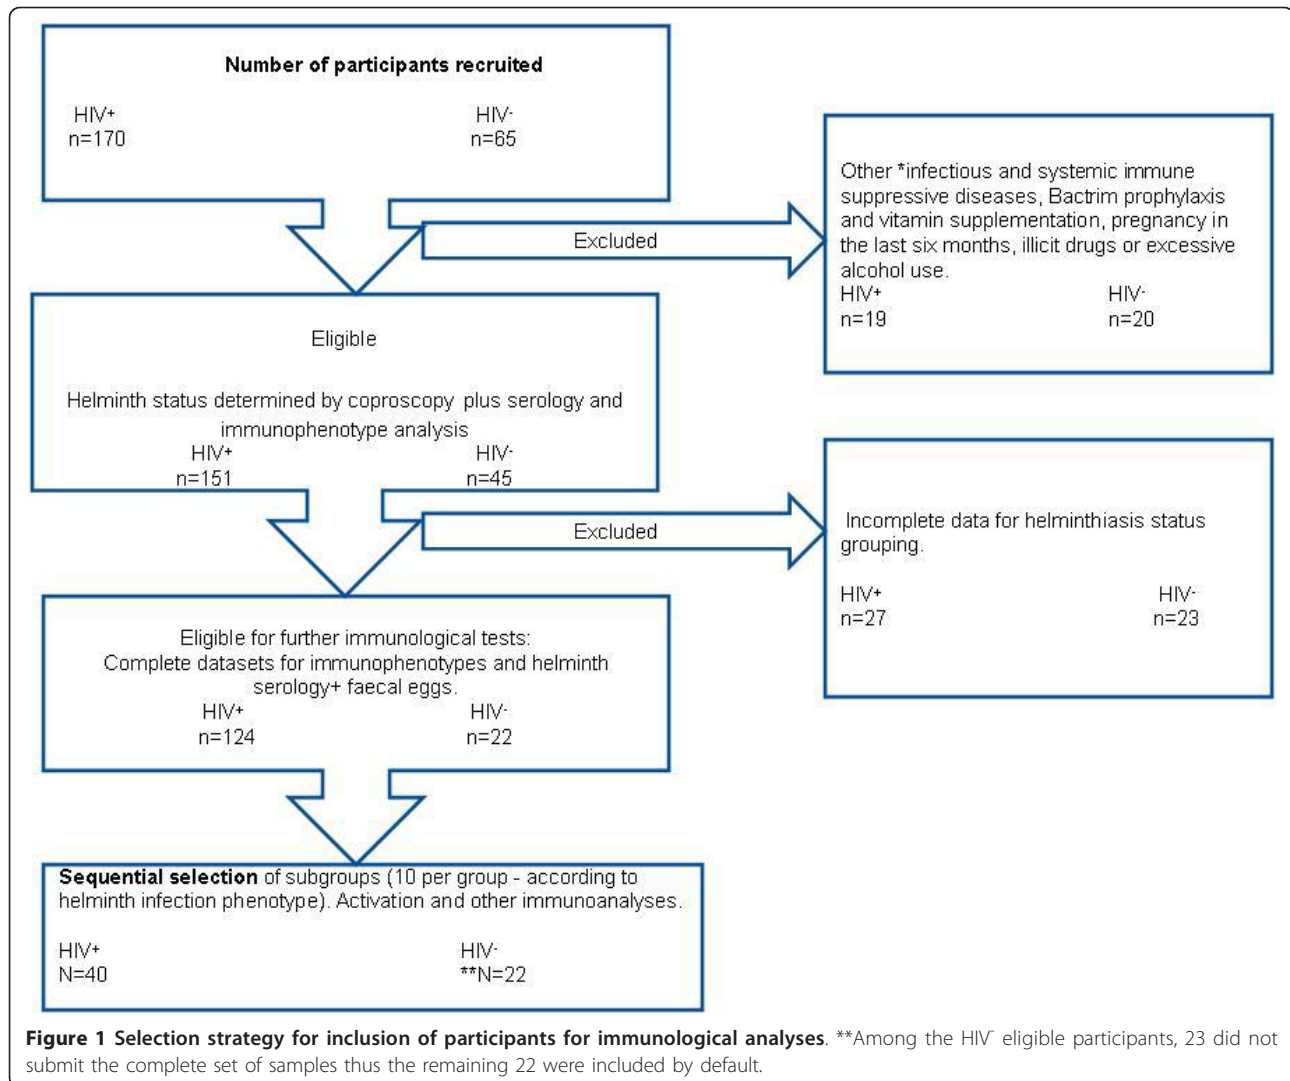 Number of participants recruited
HIV+ HIV-
n=170 n=65
Excluded
Other *infectious and systemic immune
suppressive diseases, Bactrim prophylaxis
and vitamin supplementation, pregnancy in
the last six months, illicit drugs or excessive
alcohol use.
HIV+ HIV-
n=19 n=20
Eligible
Helminth status determined by coproscopy plus serology and
immunophenotype analysis
HIV+ HIV-
n=151 n=45
Excluded
Incomplete data for helminthiasis status
grouping.
HIV+ HIV-
n=27 n=23
Eligible for further immunological tests:
Complete datasets for immunophenotypes and helminth
serology+ faecal eggs.
HIV+ HIV-
n=124 n=22
Sequential selection of subgroups (10 per group - according to
helminth infection phenotype). Activation and other immunoanalyses.
HIV+ HIV-
N=40 **N=22
Figure 1 Selection strategy for inclusion of participants for immunological analyses. **Among the HIV- eligible participants, 23 did not
submit the complete set of samples thus the remaining 22 were included by default.